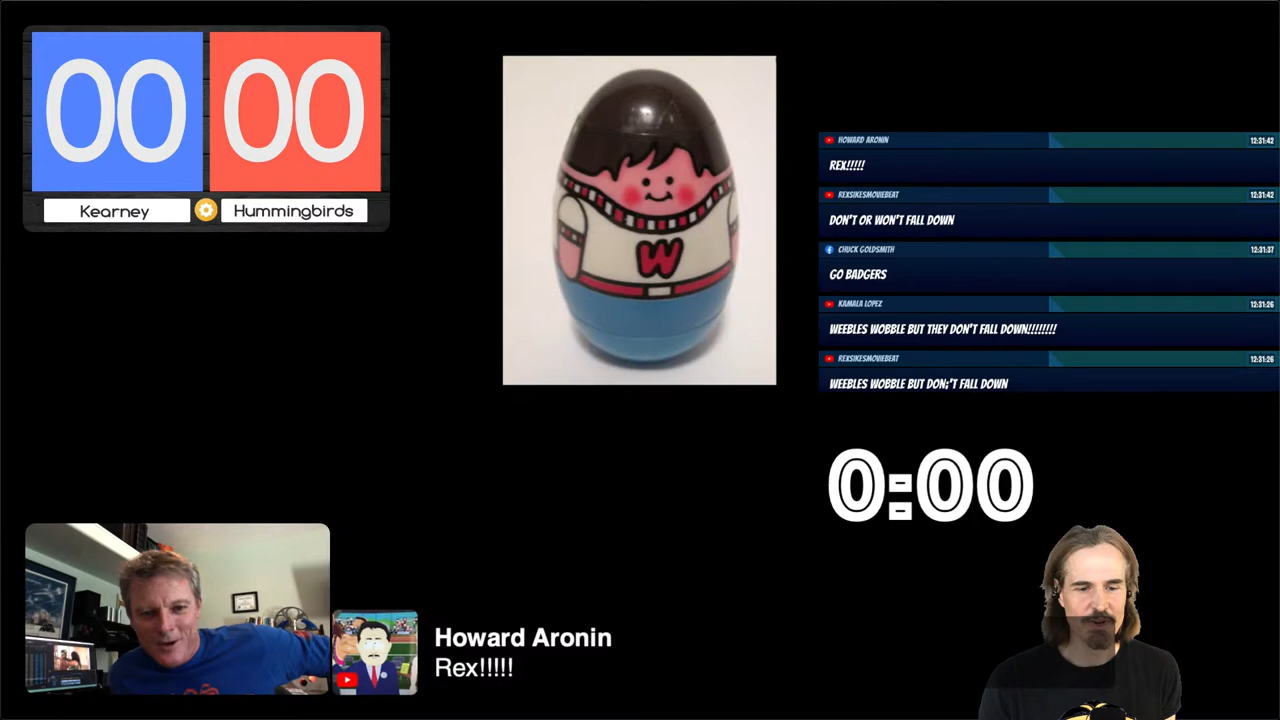 00 00
Kearney Hummingbirds
W
HOWARD ARONIN 12:31:42
REX!!!!!
REXSIKESMOVIEBEAT 12:31:42
DON'T OR WON'T FALL DOWN
CHUCK GOLDSMITH 12:31:37
GO BADGERS
KAMALA LOPEZ 12:31:26
WEEBLES WOBBLE BUT THEY DON'T FALL DOWN!!!!!!!!
REXSIKESMOVIEBEAT 12:31:26
WEEBLES WOBBLE BUT DON;'T FALL DOWN
0:00
Howard Aronin
Rex!!!!!